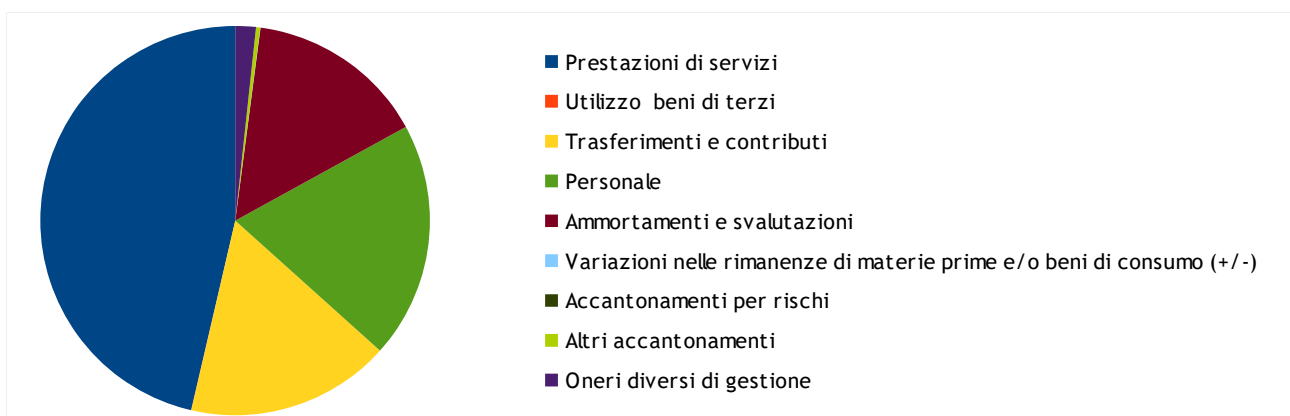 Prestazioni di servizi
Utilizzo beni di terzi
Trasferimenti e contributi
Personale
Ammortamenti e svalutazioni
Variazioni nelle rimanenze di materie prime e/o beni di consumo (+/-)
Accantonamenti per rischi
Altri accantonamenti
Oneri diversi di gestione